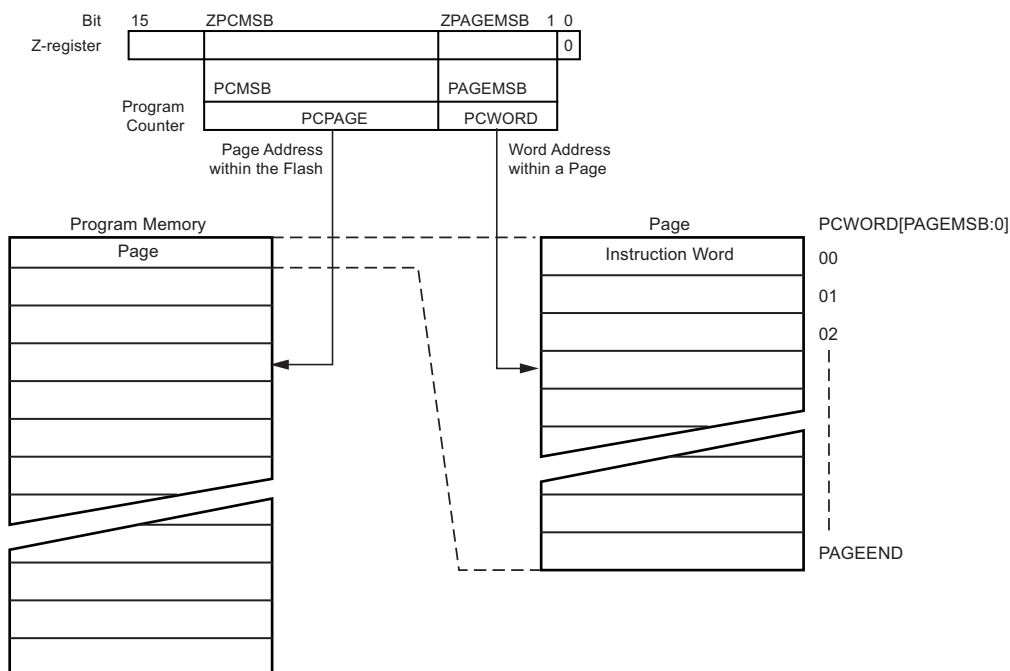 Bit 15 ZPCMSB ZPAGEMSB 1 0
Z-register 0
PCMSB PAGEMSB
Program
Counter
PCPAGE PCWORD
Page Address
within the Flash
Word Address
within a Page
Program Memory
Page
Page
Instruction Word
PCWORD[PAGEMSB:0]
00
01
02
PAGEEND